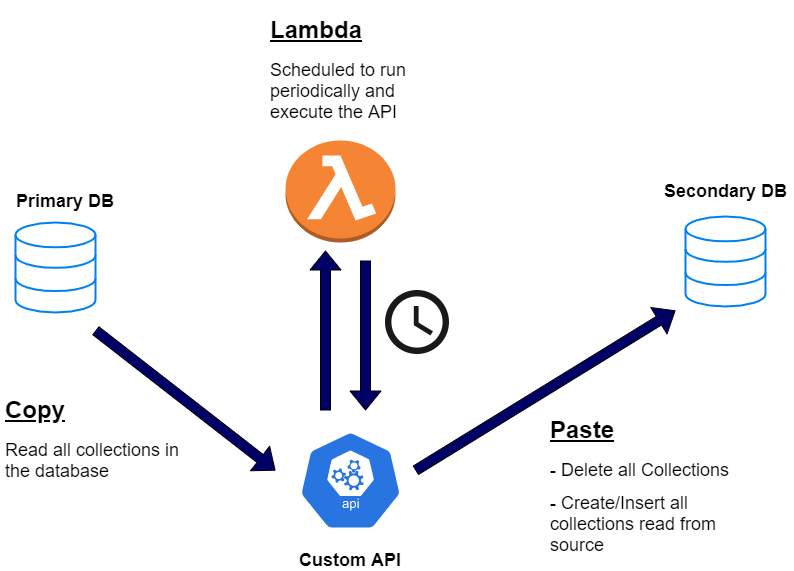 Lambda
Scheduled to run
periodically and
execute the API
Primary DB
Secondary DB
Copy
Read all collections in
the database
Paste
- Delete all Collections
- Create/Insert all
collections read from
source
api
Custom API